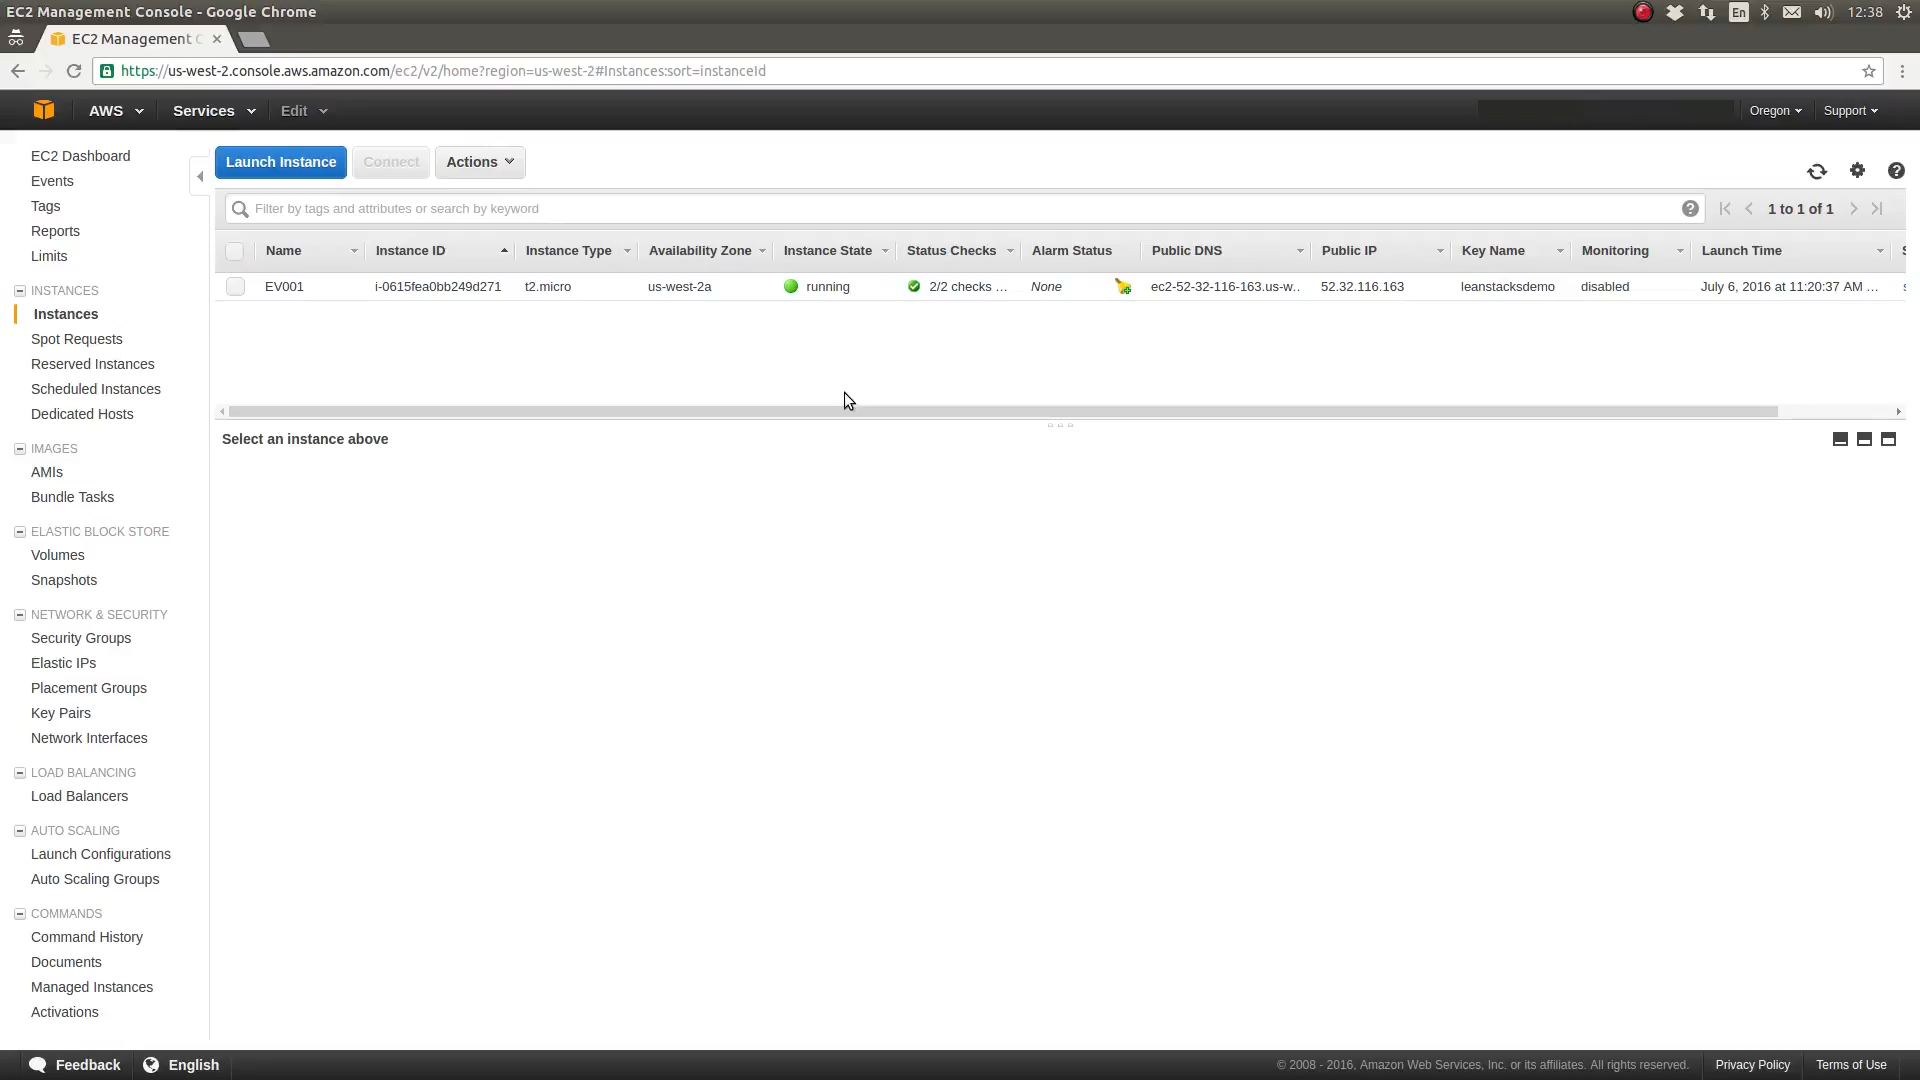 EC2 Management Console - Google Chrome
En
12:38
EC2 Management C
https://us-west-2.console.aws.amazon.com/ec2/v2/home?region=us-west-2#Instances:sort=instanceId
AWS Services Edit Oregon Support
EC2 Dashboard
Events
Tags
Reports
Limits
INSTANCES
Instances
Spot Requests
Reserved Instances
Scheduled Instances
Dedicated Hosts
IMAGES
AMIs
Bundle Tasks
ELASTIC BLOCK STORE
Volumes
Snapshots
NETWORK & SECURITY
Security Groups
Elastic IPs
Placement Groups
Key Pairs
Network Interfaces
LOAD BALANCING
Load Balancers
AUTO SCALING
Launch Configurations
Auto Scaling Groups
COMMANDS
Command History
Documents
Managed Instances
Activations
Launch Instance Connect Actions
Filter by tags and attributes or search by keyword
1 to 1 of 1
Name Instance ID Instance Type Availability Zone Instance State Status Checks Alarm Status Public DNS Public IP Key Name Monitoring Launch Time
EV001 i-0615fea0bb249d271 t2.micro us-west-2a running 2/2 checks ... None ec2-52-32-116-163.us-w... 52.32.116.163 leanstacksdemo disabled July 6, 2016 at 11:20:37 AM ...
Select an instance above
Feedback English © 2008 - 2016, Amazon Web Services, Inc. or its affiliates. All rights reserved. Privacy Policy Terms of Use